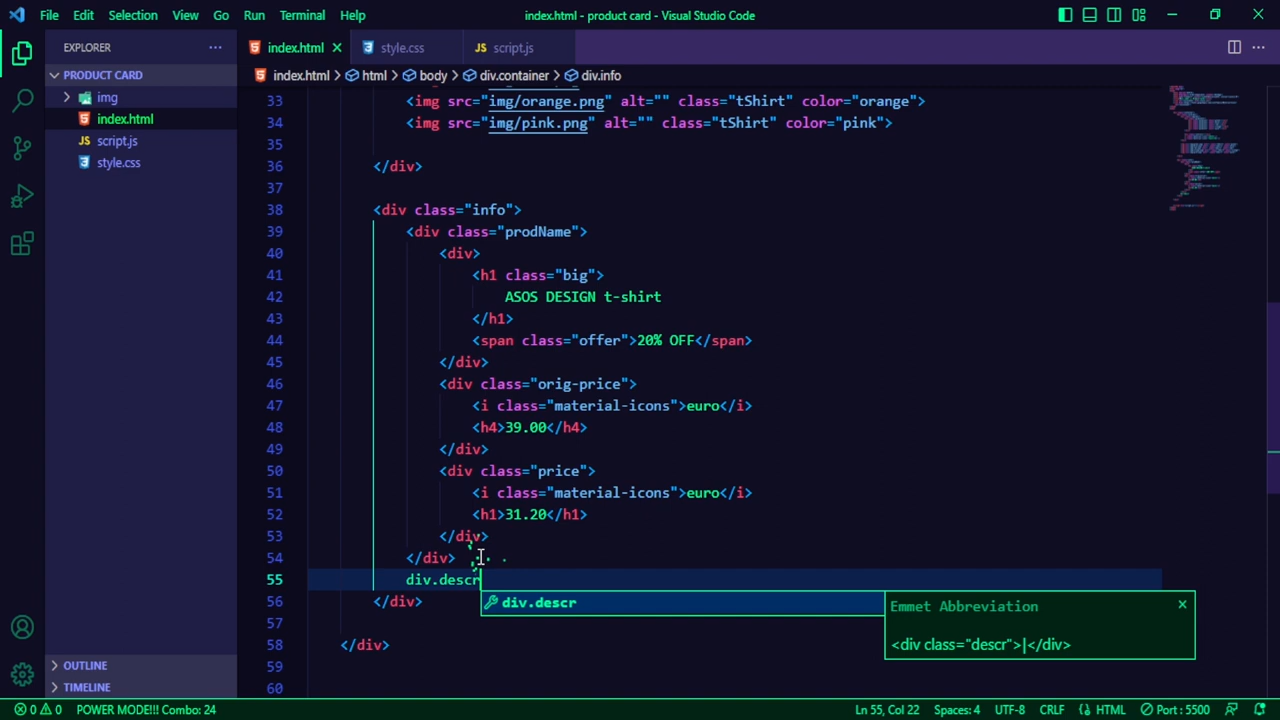 File Edit Selection View Go Run Terminal Help index.html - product card - Visual Studio Code
EXPLORER
index.html
style.css
script.js
PRODUCT CARD
index.html > html > body > div.container > div.info
img
index.html
script.js
style.css
33 <img src="img/orange.png" alt="" class="tShirt" color="orange">
34 <img src="img/pink.png" alt="" class="tShirt" color="pink">
35
36 </div>
37
38 <div class="info">
39 <div class="prodName">
40 <div>
41 <h1 class="big">
42 ASOS DESIGN t-shirt
43 </h1>
44 <span class="offer">20% OFF</span>
45 </div>
46 <div class="orig-price">
47 <i class="material-icons">euro</i>
48 <h4>39.00</h4>
49 </div>
50 <div class="price">
51 <i class="material-icons">euro</i>
52 <h1>31.20</h1>
53 </div>
54 </div>
55 div.descr
56 </div>
57
58 </div>
59
60
div.descr
Emmet Abbreviation
<div class="descr">|</div>
OUTLINE
TIMELINE
0 0 POWER MODE!!! Combo: 24 Ln 55, Col 22 Spaces: 4 UTF-8 CRLF {} HTML Port : 5500